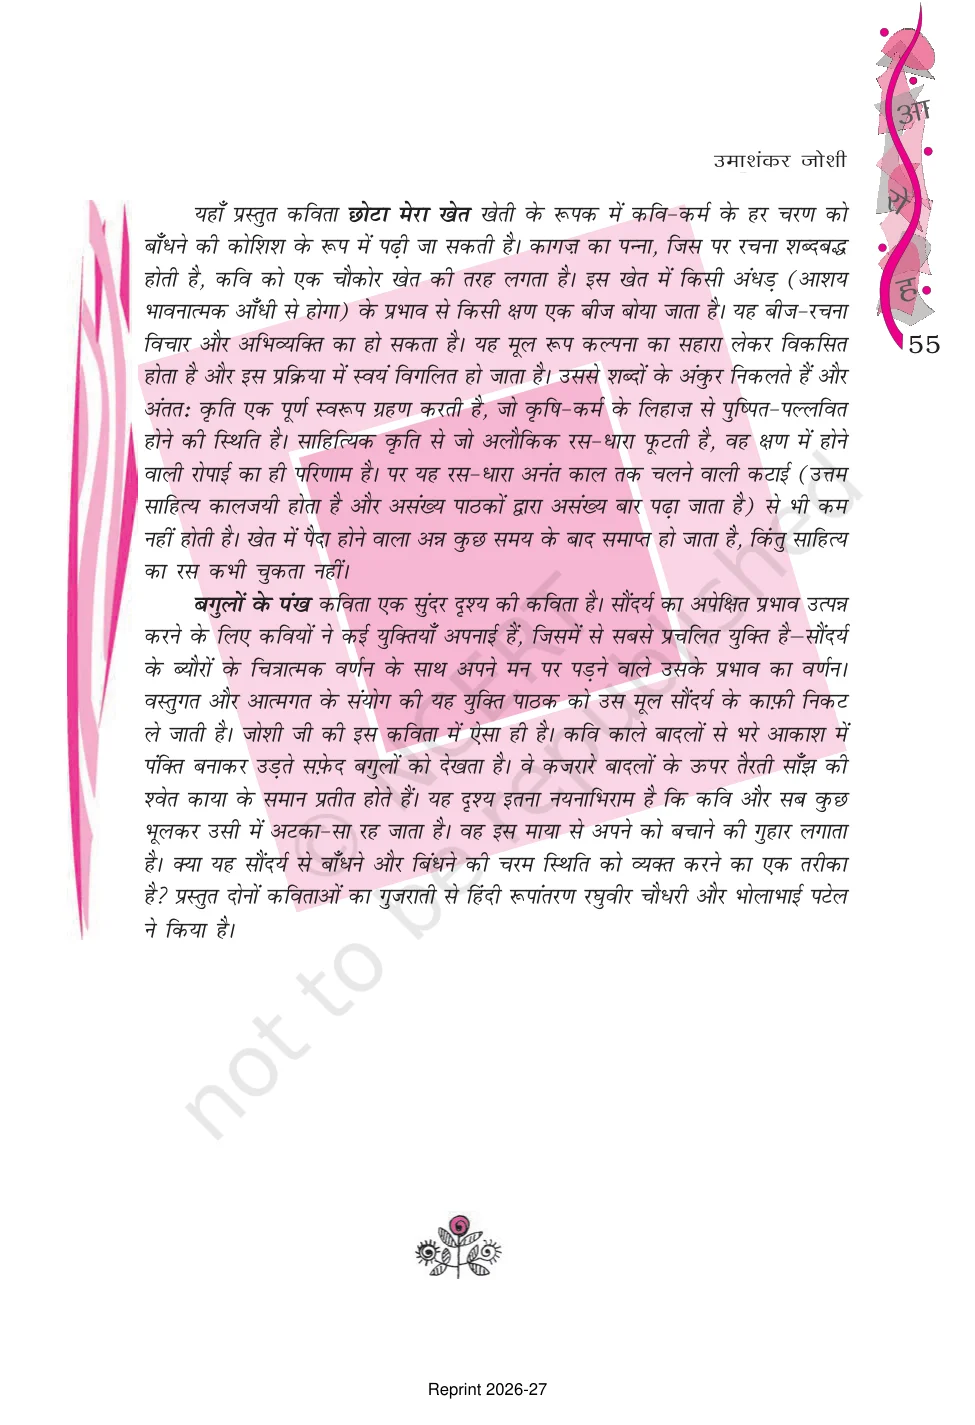 उमाशंकर जोशी
यहाँ प्रस्तुत कविता छोटा मेरा खेत खेती के रूपक में कवि-कर्म के हर चरण को
बाँधने की कोशिश के रूप में पढ़ी जा सकती है। कागज़ का पन्ना, जिस पर रचना शब्दबद्ध
होती है, कवि को एक चौकोर खेत की तरह लगता है। इस खेत में किसी अंधड़ (आशय
भावनात्मक आँधी से होगा) के प्रभाव से किसी क्षण एक बीज बोया जाता है। यह बीज-रचना
विचार और अभिव्यक्ति का हो सकता है। यह मूल रूप कल्पना का सहारा लेकर विकसित
55
होता है और इस प्रक्रिया में स्वयं विगलित हो जाता है। उससे शब्दों के अंकुर निकलते हैं और
अंतत: कृति एक पूर्ण स्वरूप ग्रहण करती है, जो कृषि-कर्म के लिहाज़ से पुष्पित-पल्लवित
होने की स्थिति है। साहित्यिक कृति से जो अलौकिक रस-धारा फूटती है, वह क्षण में होने
वाली रोपाई का ही परिणाम है। पर यह रस-धारा अनंत काल तक चलने वाली कटाई (उत्तम
साहित्य कालजयी होता है और असंख्य पाठकों द्वारा असंख्य बार पढ़ा जाता है) से भी कम
नहीं होती है। खेत में पैदा होने वाला अन्न कुछ समय के बाद समाप्त हो जाता है, किंतु साहित्य
का रस कभी चुकता नहीं।
बगुलों के पंख कविता एक सुंदर दृश्य की कविता है। सौंदर्य का अपेक्षित प्रभाव उत्पन्न
करने के लिए कवियों ने कई युक्तियाँ अपनाई हैं, जिसमें से सबसे प्रचलित युक्ति है–सौंदर्य
के ब्यौरों के चित्रात्मक वर्णन के साथ अपने मन पर पड़ने वाले उसके प्रभाव का वर्णन।
वस्तुगत और आत्मगत के संयोग की यह युक्ति पाठक को उस मूल सौंदर्य के काफ़ी निकट
ले जाती है। जोशी जी की इस कविता में ऐसा ही है। कवि काले बादलों से भरे आकाश में
पंक्ति बनाकर उड़ते सफ़ेद बगुलों को देखता है। वे कजरारे बादलों के ऊपर तैरती साँझ की
श्वेत काया के समान प्रतीत होते हैं। यह दृश्य इतना नयनाभिराम है कि कवि और सब कुछ
भूलकर उसी में अटका-सा रह जाता है। वह इस माया से अपने को बचाने की गुहार लगाता
है। क्या यह सौंदर्य से बाँधने और बिंधने की चरम स्थिति को व्यक्त करने का एक तरीका
है? प्रस्तुत दोनों कविताओं का गुजराती से हिंदी रूपांतरण रघुवीर चौधरी और भोलाभाई पटेल
ने किया है।
© NCERT
not to be republished
आ
रो
ह
Reprint 2026-27